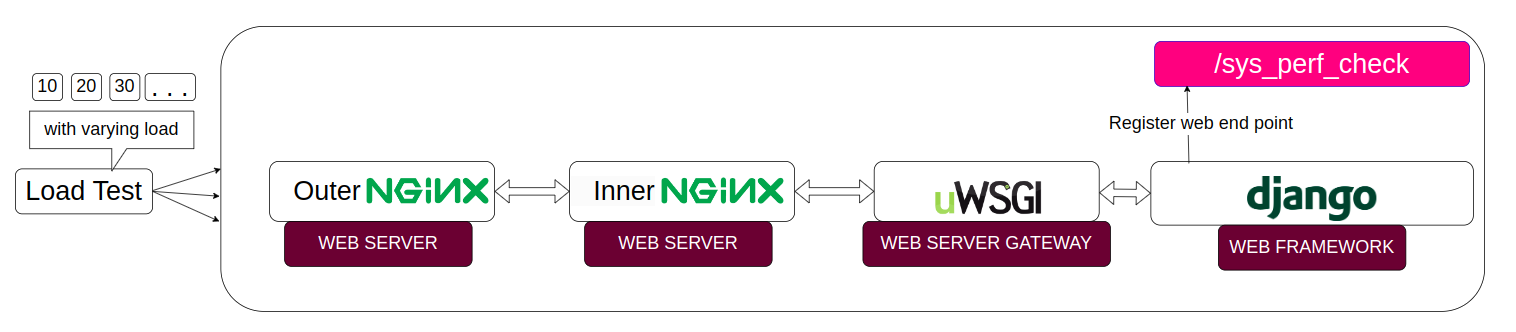 /sys_perf_check
10 20 30 ...
with varying load
Register web end point
Load Test
Outer NGINX
Inner NGINX
uWSGI
django
WEB SERVER
WEB SERVER
WEB SERVER GATEWAY
WEB FRAMEWORK